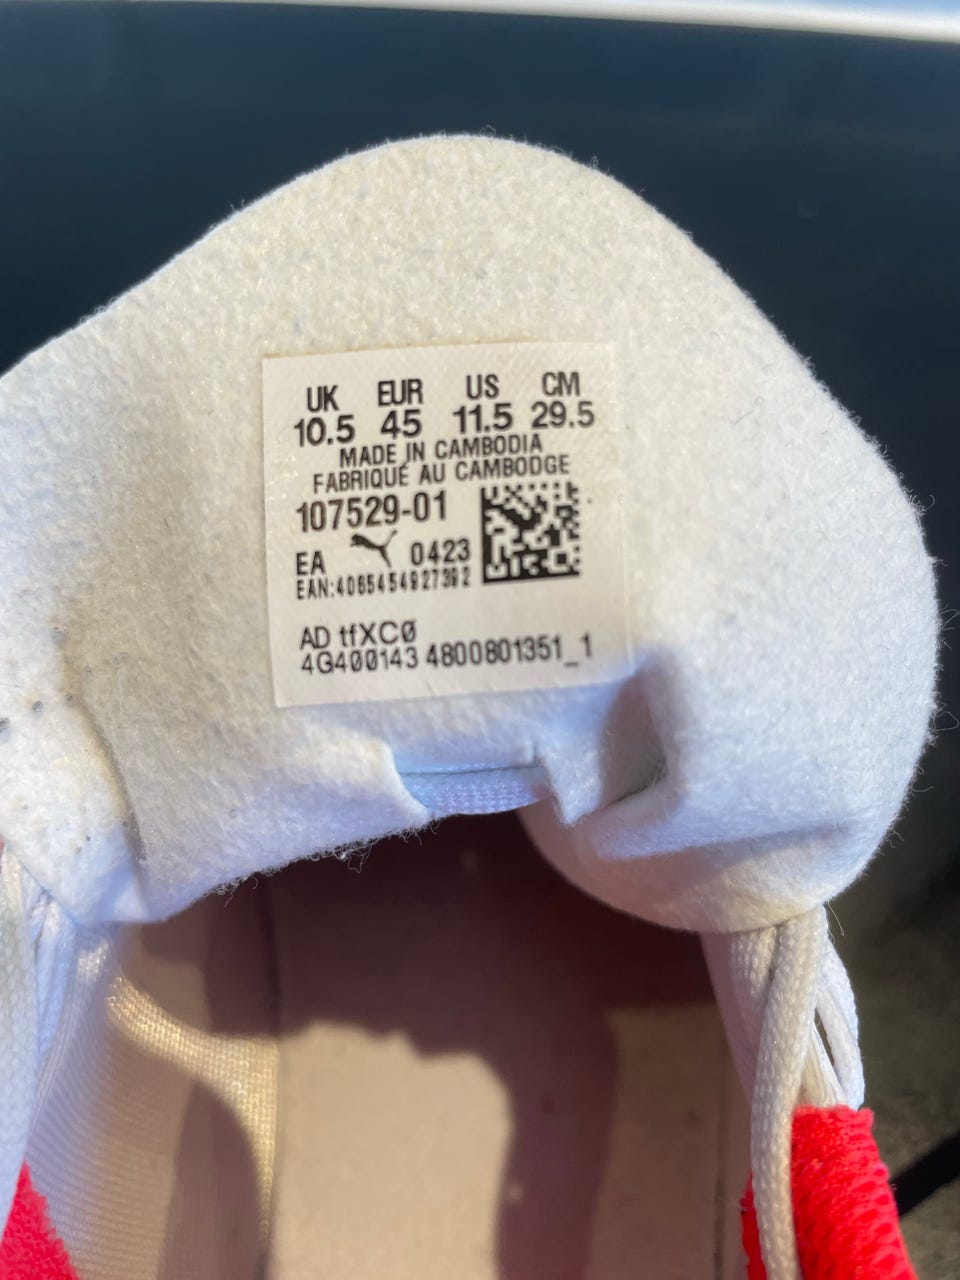 UK EUR US CM
10.5 45 11.5 29.5
MADE IN CAMBODIA
FABRIQUÉ AU CAMBODGE
107529-01
EA 0423
EAN:4065454927392
AD tfXC0
4G400143 4800801351_1